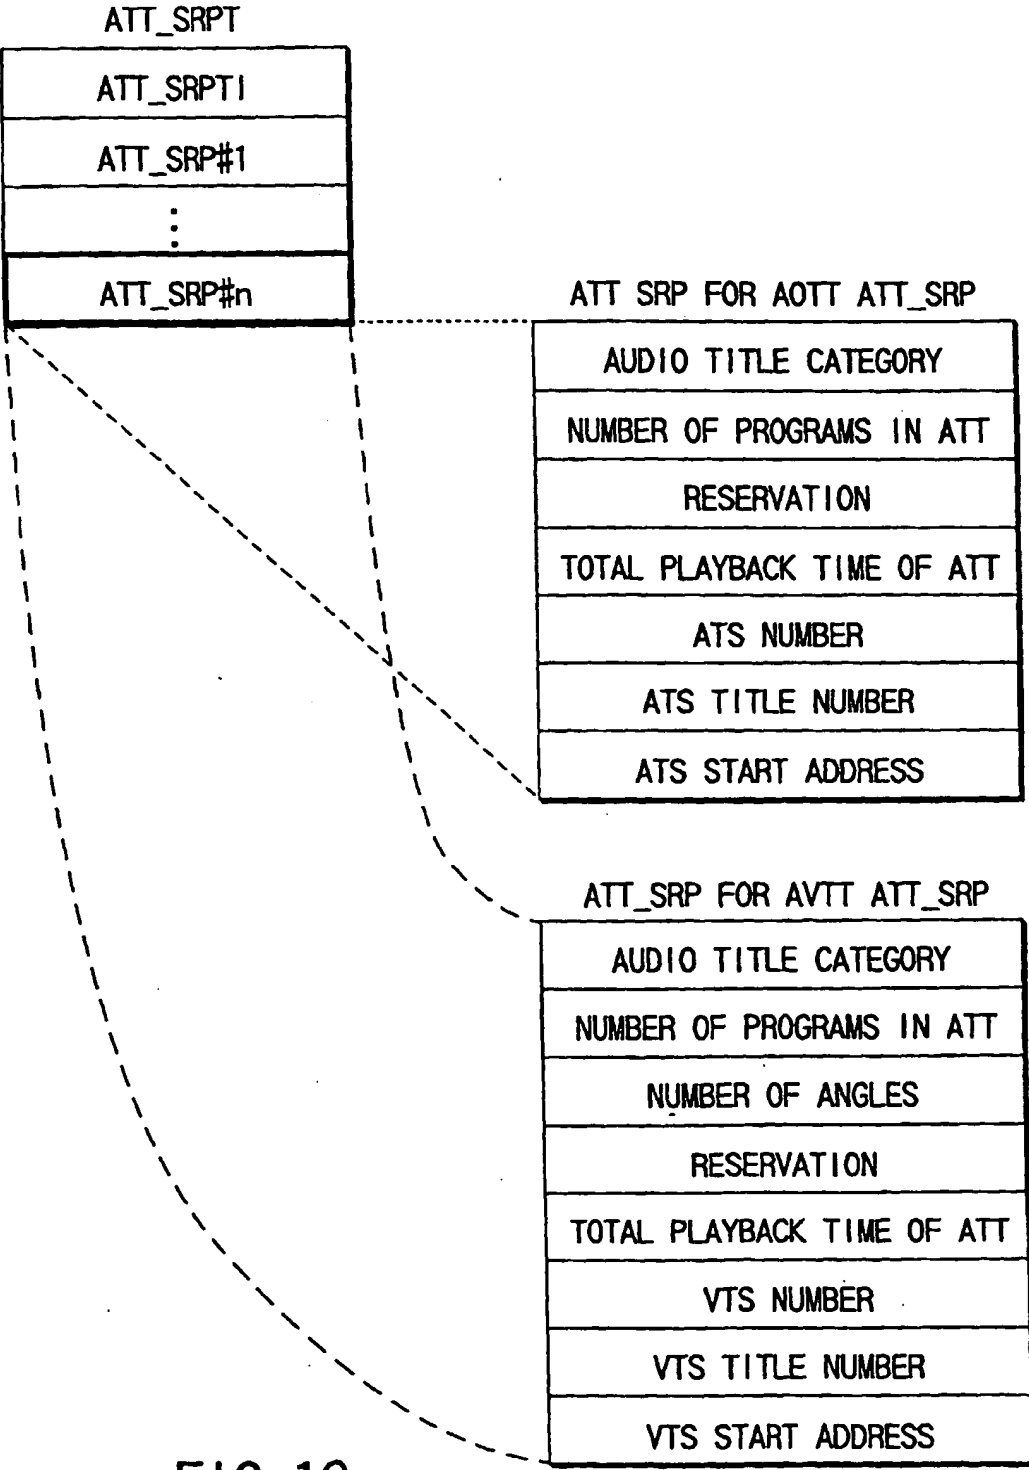 ATT_SRPT
ATT_SRPTI
ATT_SRP#1
ATT_SRP#n
ATT SRP FOR AOTT ATT_SRP
AUDIO TITLE CATEGORY
NUMBER OF PROGRAMS IN ATT
RESERVATION
TOTAL PLAYBACK TIME OF ATT
ATS NUMBER
ATS TITLE NUMBER
ATS START ADDRESS
ATT_SRP FOR AVTT ATT_SRP
AUDIO TITLE CATEGORY
NUMBER OF PROGRAMS IN ATT
NUMBER OF ANGLES
RESERVATION
TOTAL PLAYBACK TIME OF ATT
VTS NUMBER
VTS TITLE NUMBER
VTS START ADDRESS